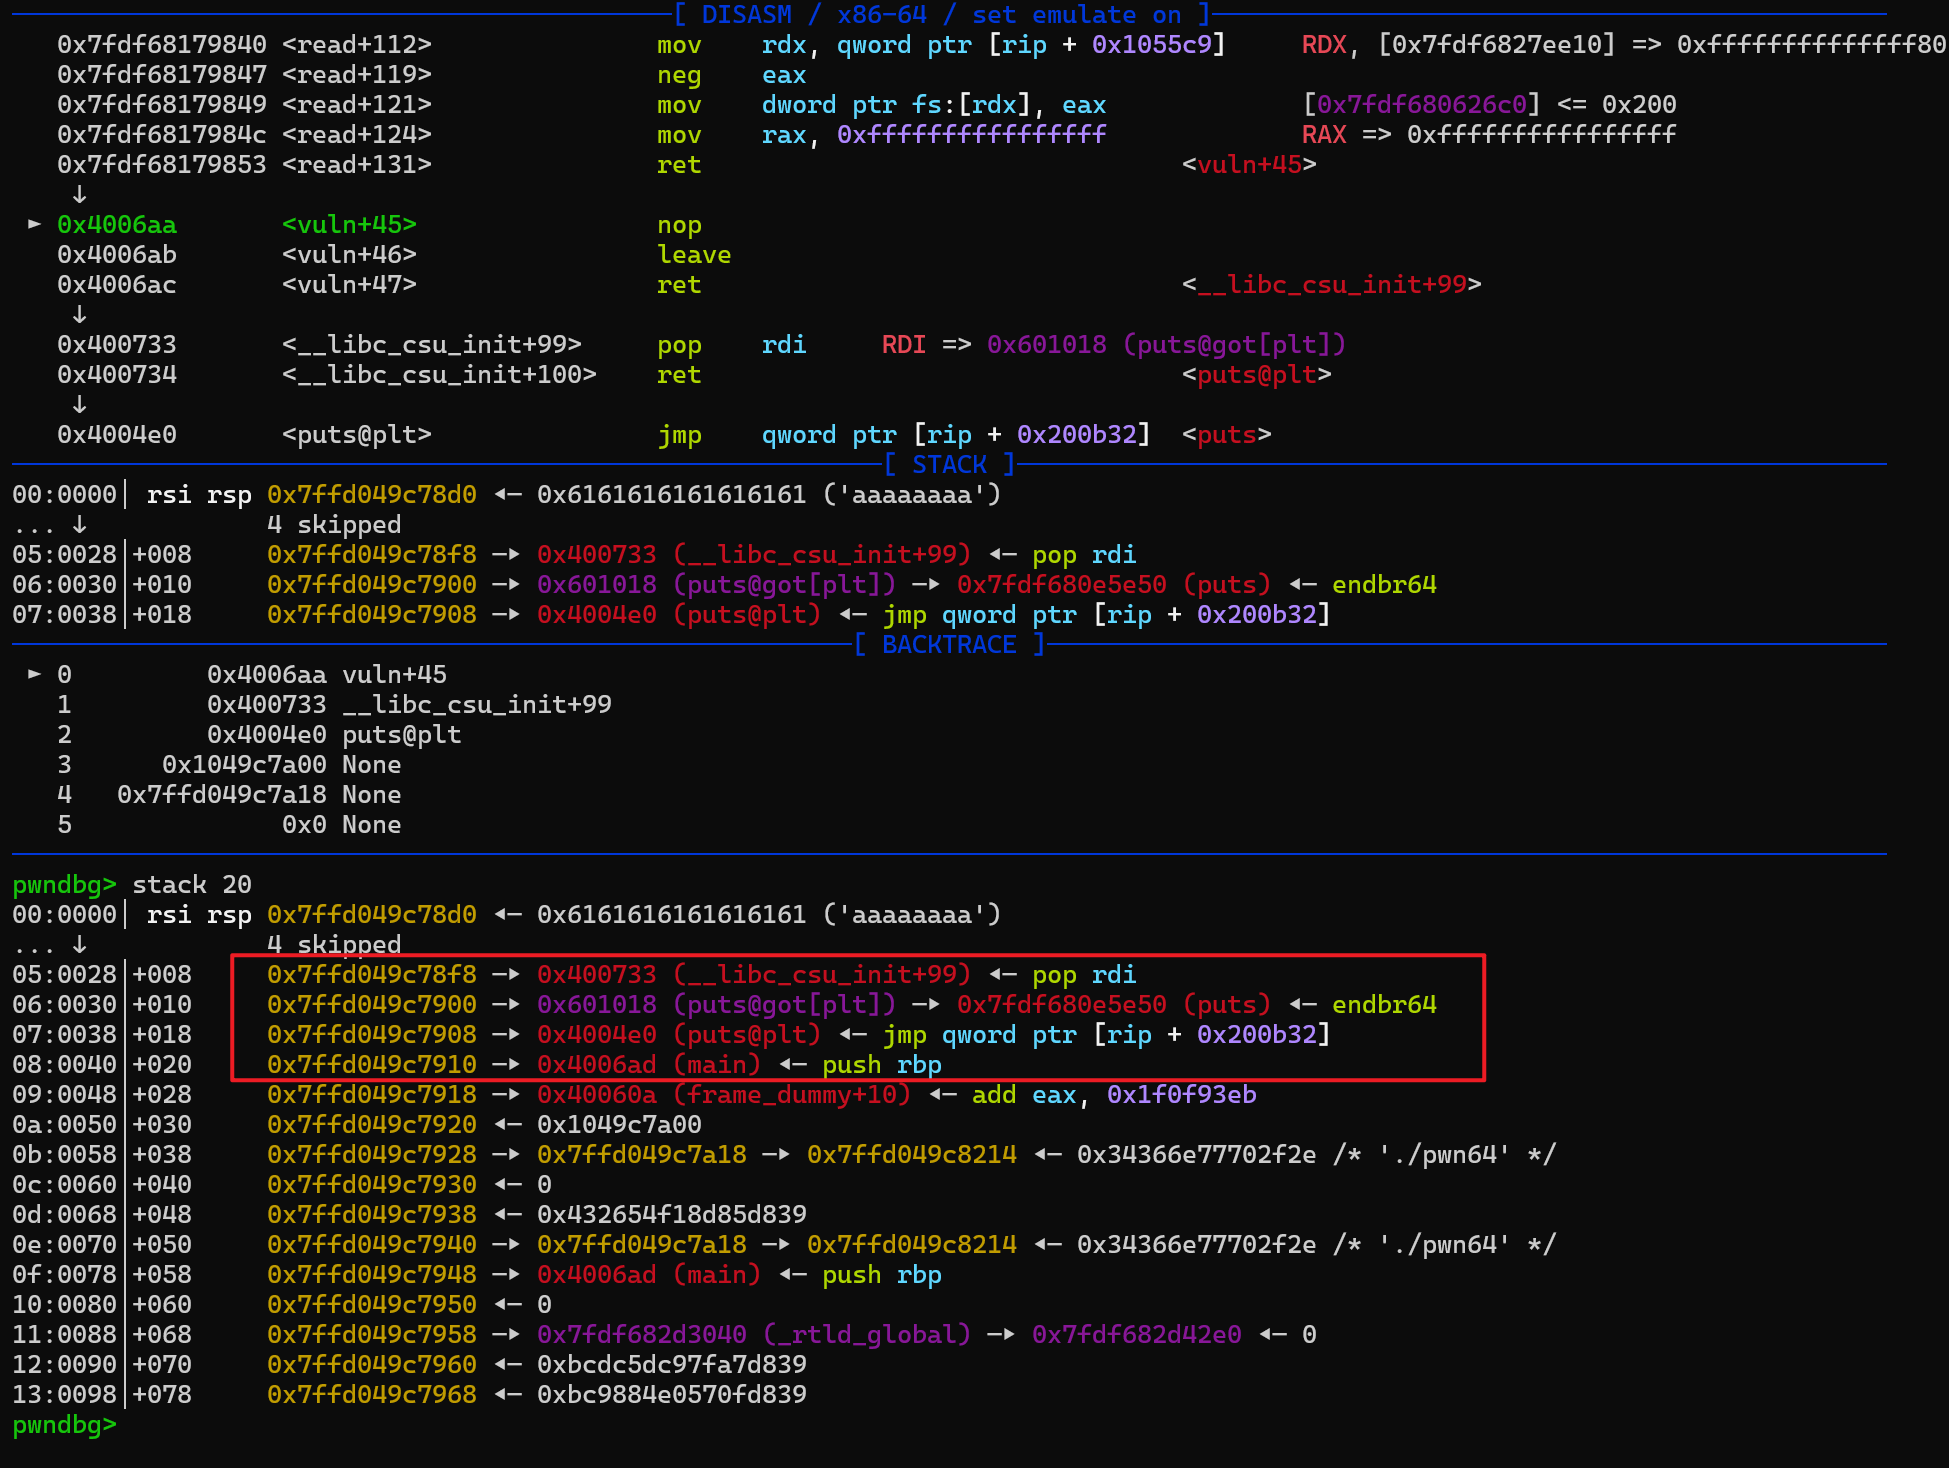 [ DISASM / x86-64 / set emulate on ]
0x7fdf68179840 <read+112> mov rdx, qword ptr [rip + 0x1055c9] RDX, [0x7fdf6827ee10] => 0xffffffffffffff80
0x7fdf68179847 <read+119> neg eax
0x7fdf68179849 <read+121> mov dword ptr fs:[rdx], eax [0x7fdf680626c0] <= 0x200
0x7fdf6817984c <read+124> mov rax, 0xffffffffffffffff RAX => 0xffffffffffffffff
0x7fdf68179853 <read+131> ret <vuln+45>
↓
► 0x4006aa <vuln+45> nop
0x4006ab <vuln+46> leave
0x4006ac <vuln+47> ret <__libc_csu_init+99>
↓
0x400733 <__libc_csu_init+99> pop rdi RDI => 0x601018 (puts@got[plt])
0x400734 <__libc_csu_init+100> ret <puts@plt>
↓
0x4004e0 <puts@plt> jmp qword ptr [rip + 0x200b32] <puts>
[ STACK ]
00:0000│ rsi rsp 0x7ffd049c78d0 ◂— 0x6161616161616161 ('aaaaaaaa')
... ↓ 4 skipped
05:0028│+008 0x7ffd049c78f8 —▸ 0x400733 (__libc_csu_init+99) ◂— pop rdi
06:0030│+010 0x7ffd049c7900 —▸ 0x601018 (puts@got[plt]) —▸ 0x7fdf680e5e50 (puts) ◂— endbr64
07:0038│+018 0x7ffd049c7908 —▸ 0x4004e0 (puts@plt) ◂— jmp qword ptr [rip + 0x200b32]
[ BACKTRACE ]
► 0 0x4006aa vuln+45
1 0x400733 __libc_csu_init+99
2 0x4004e0 puts@plt
3 0x1049c7a00 None
4 0x7ffd049c7a18 None
5 0x0 None
pwndbg> stack 20
00:0000│ rsi rsp 0x7ffd049c78d0 ◂— 0x6161616161616161 ('aaaaaaaa')
... ↓ 4 skipped
05:0028│+008 0x7ffd049c78f8 —▸ 0x400733 (__libc_csu_init+99) ◂— pop rdi
06:0030│+010 0x7ffd049c7900 —▸ 0x601018 (puts@got[plt]) —▸ 0x7fdf680e5e50 (puts) ◂— endbr64
07:0038│+018 0x7ffd049c7908 —▸ 0x4004e0 (puts@plt) ◂— jmp qword ptr [rip + 0x200b32]
08:0040│+020 0x7ffd049c7910 —▸ 0x4006ad (main) ◂— push rbp
09:0048│+028 0x7ffd049c7918 —▸ 0x40060a (frame_dummy+10) ◂— add eax, 0x1f0f93eb
0a:0050│+030 0x7ffd049c7920 ◂— 0x1049c7a00
0b:0058│+038 0x7ffd049c7928 —▸ 0x7ffd049c7a18 —▸ 0x7ffd049c8214 ◂— 0x34366e77702f2e /* './pwn64' */
0c:0060│+040 0x7ffd049c7930 ◂— 0
0d:0068│+048 0x7ffd049c7938 ◂— 0x432654f18d85d839
0e:0070│+050 0x7ffd049c7940 —▸ 0x7ffd049c7a18 —▸ 0x7ffd049c8214 ◂— 0x34366e77702f2e /* './pwn64' */
0f:0078│+058 0x7ffd049c7948 —▸ 0x4006ad (main) ◂— push rbp
10:0080│+060 0x7ffd049c7950 ◂— 0
11:0088│+068 0x7ffd049c7958 —▸ 0x7fdf682d3040 (_rtld_global) —▸ 0x7fdf682d42e0 ◂— 0
12:0090│+070 0x7ffd049c7960 ◂— 0xbcdc5dc97fa7d839
13:0098│+078 0x7ffd049c7968 ◂— 0xbc9884e0570fd839
pwndbg>